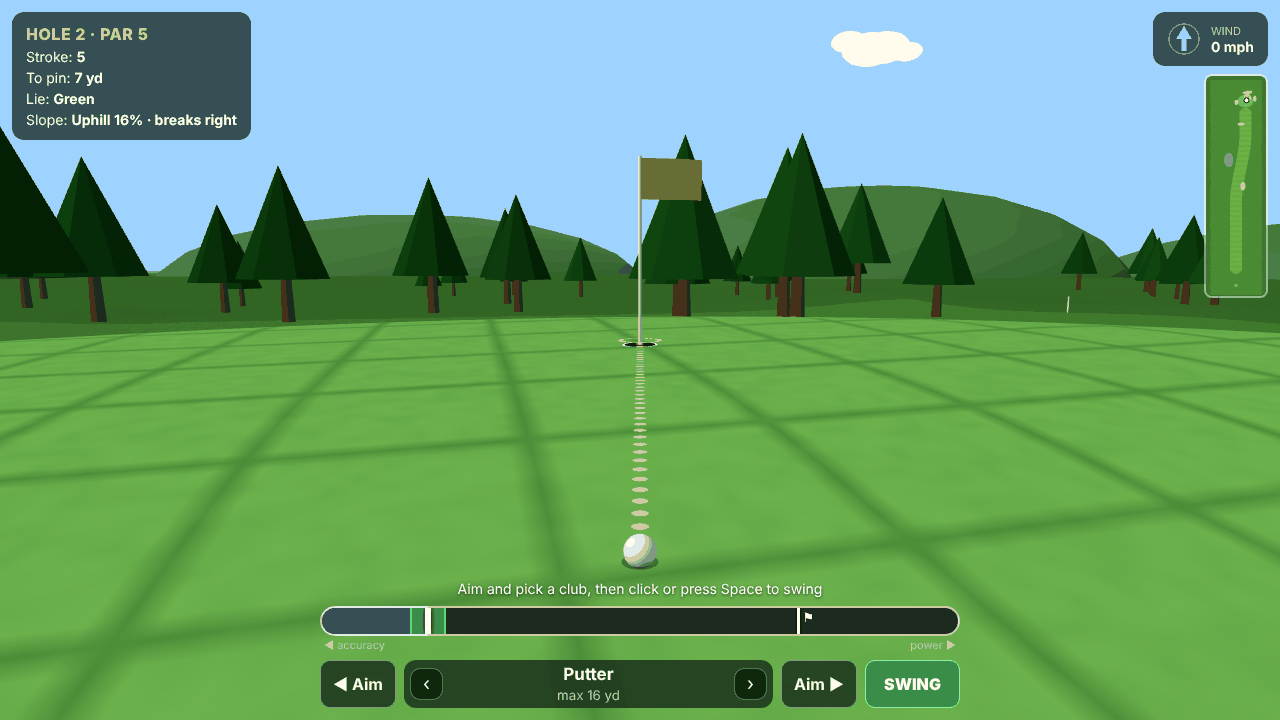 HOLE 2 · PAR 5
Stroke: 5
To pin: 7 yd
Lie: Green
Slope: Uphill 16% · breaks right
WIND
0 mph
Aim and pick a club, then click or press Space to swing
◀ accuracy
power ▶
◀ Aim
‹
Putter
max 16 yd
›
Aim ▶
SWING